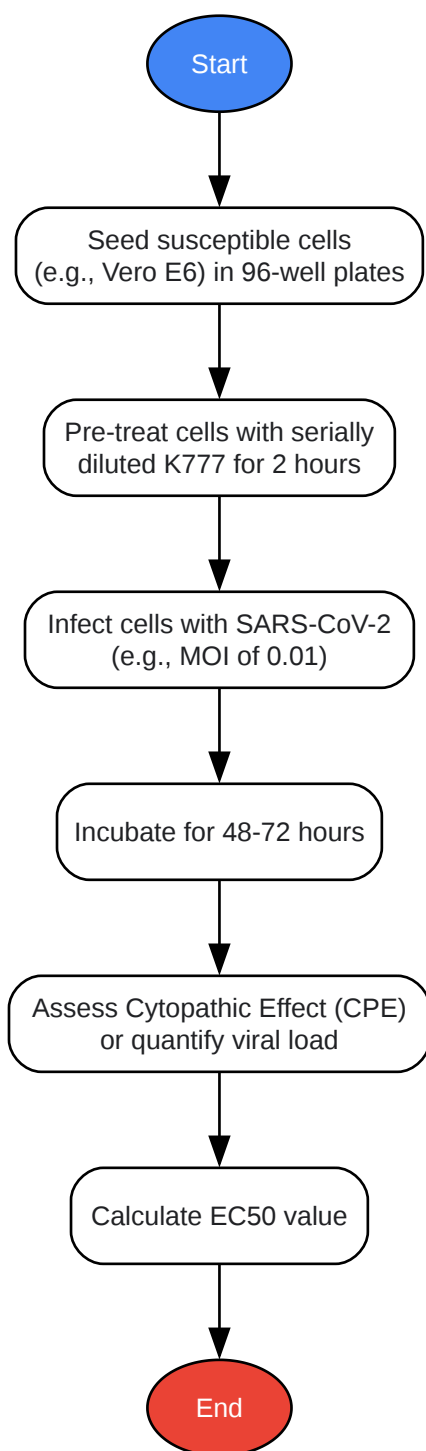 Start
Seed susceptible cells
(e.g., Vero E6) in 96-well plates
Pre-treat cells with serially
diluted K777 for 2 hours
Infect cells with SARS-CoV-2
(e.g., MOI of 0.01)
Incubate for 48-72 hours
Assess Cytopathic Effect (CPE)
or quantify viral load
Calculate EC50 value
End